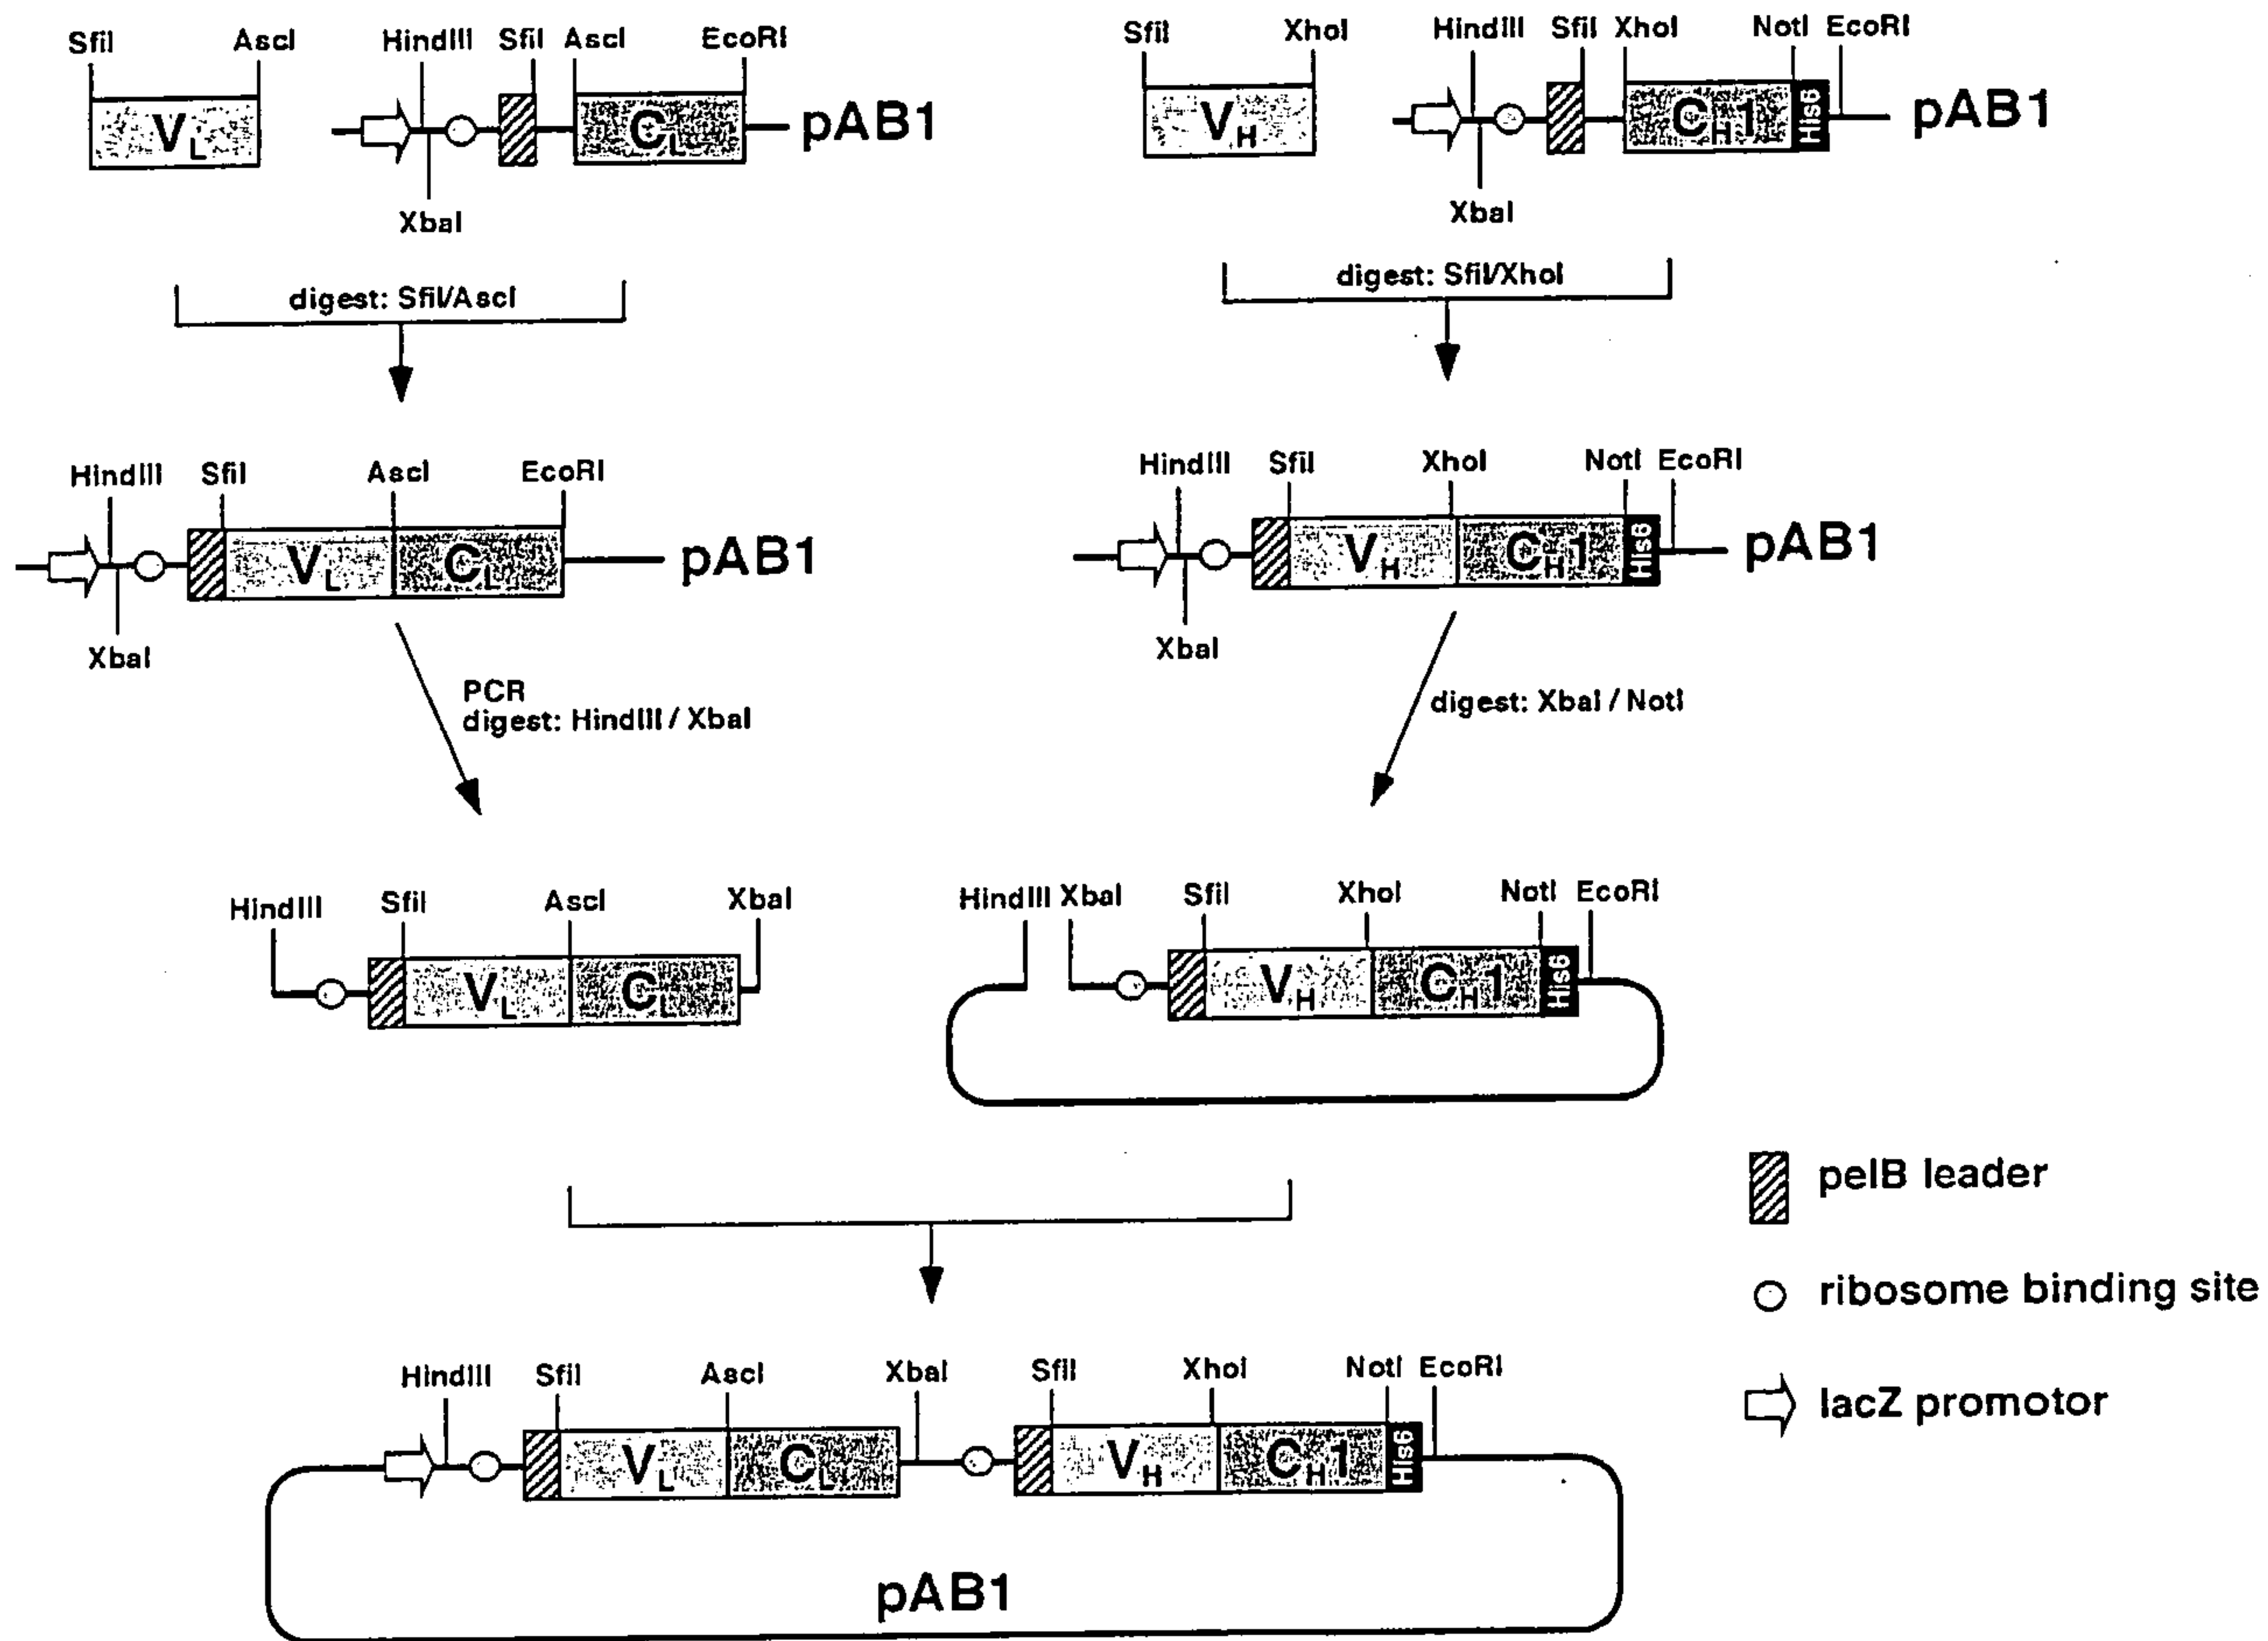 SfiI AscI HindIII SfiI AscI EcoRI
VL CL pAB1
XbaI
digest: SfiI/AscI
SfiI XhoI HindIII SfiI XhoI NotI EcoRI
VH CH1 His6 pAB1
XbaI
digest: SfiI/XhoI
HindIII SfiI AscI EcoRI
VL CL pAB1
XbaI
PCR
digest: HindIII / XbaI
HindIII SfiI XhoI NotI EcoRI
VH CH1 His6 pAB1
XbaI
digest: XbaI / NotI
HindIII SfiI AscI XbaI
VL CL
HindIII XbaI SfiI XhoI NotI EcoRI
VH CH1 His6
pelB leader
ribosome binding site
lacZ promotor
HindIII SfiI AscI XbaI SfiI XhoI NotI EcoRI
VL CL VH CH1 His6
pAB1